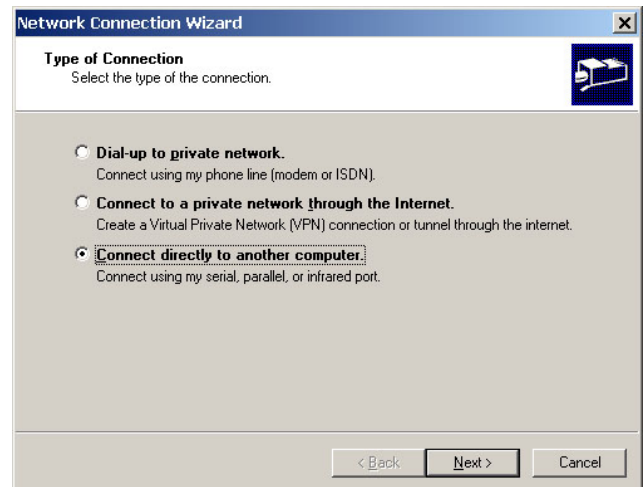 Network Connection Wizard
Type of Connection
Select the type of the connection.
Dial-up to private network.
Connect using my phone line (modem or ISDN).
Connect to a private network through the Internet.
Create a Virtual Private Network (VPN) connection or tunnel through the internet.
Connect directly to another computer.
Connect using my serial, parallel, or infrared port.
< Back Next > Cancel